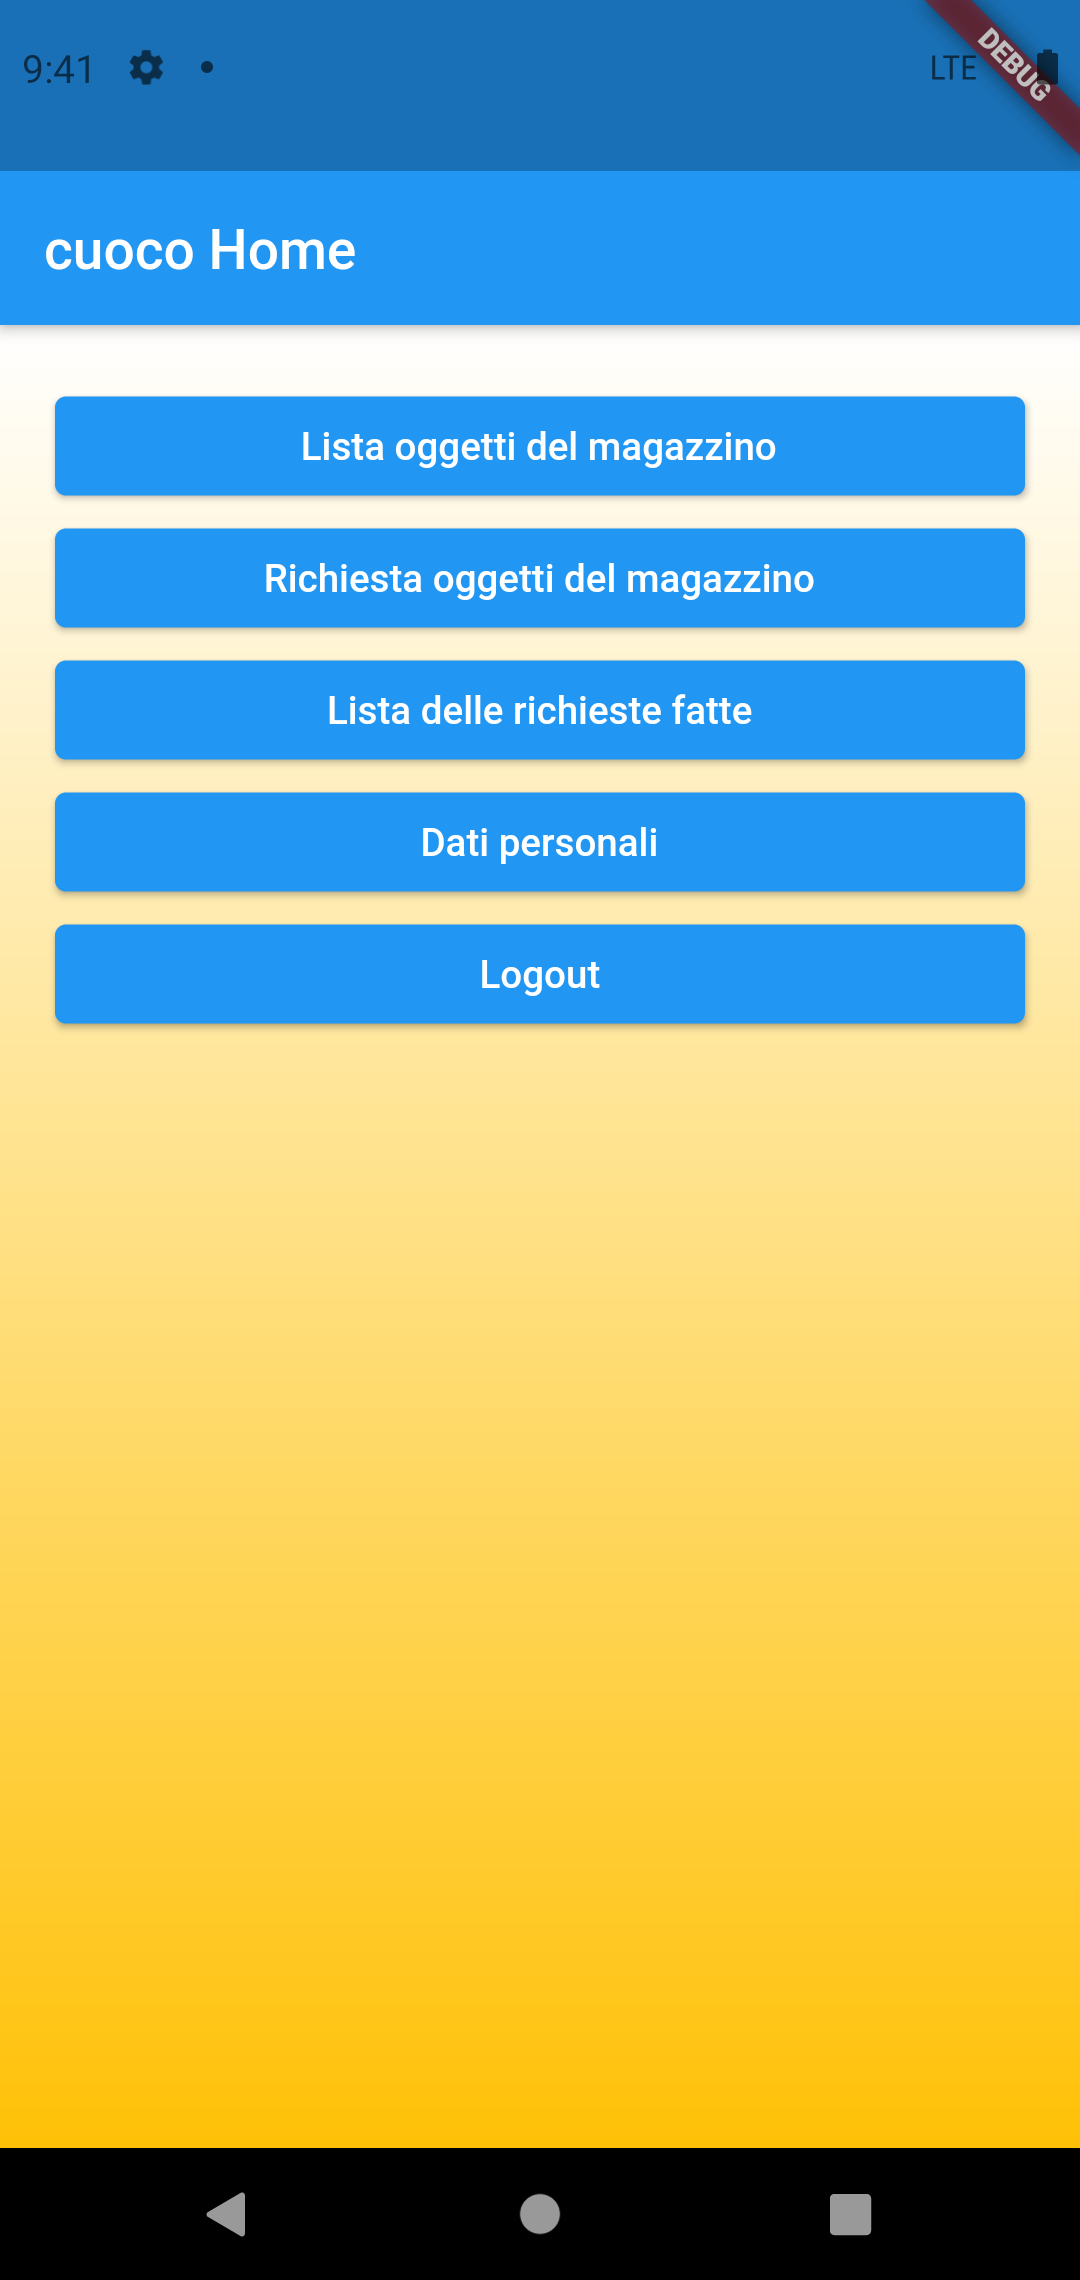 9:41
LTE
DEBUG
cuoco Home
Lista oggetti del magazzino
Richiesta oggetti del magazzino
Lista delle richieste fatte
Dati personali
Logout